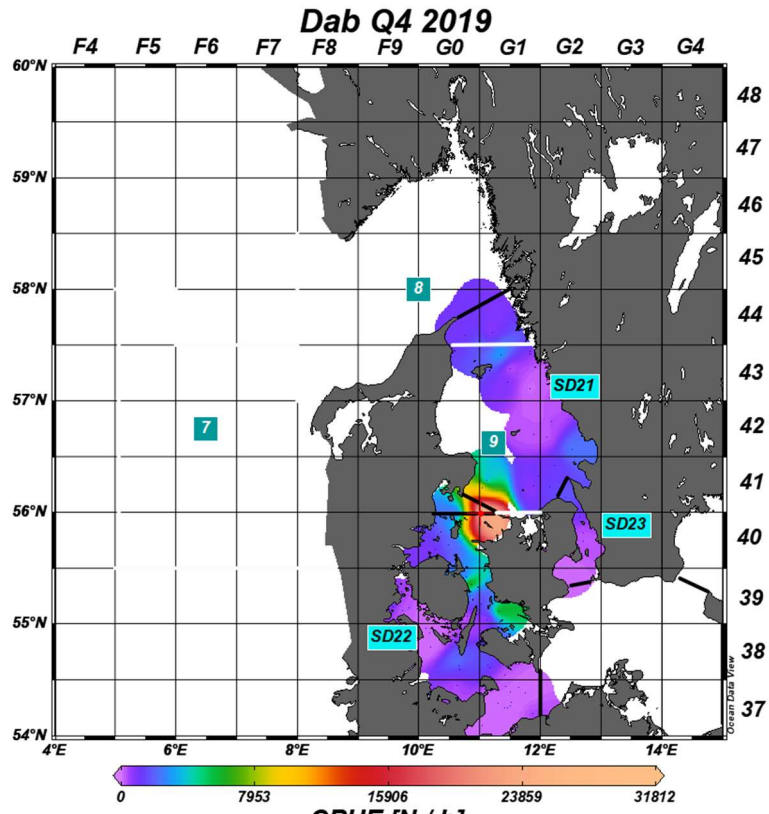 Dab Q4 2019
F4 F5 F6 F7 F8 F9 G0 G1 G2 G3 G4
60°N
48
47
59°N
46
45
58°N
8
44
43
57°N
SD21
7
9
42
41
56°N
SD23
40
55°N
39
SD22
38
37
54°N
Ocean Data View
4°E 6°E 8°E 10°E 12°E 14°E
0 7953 15906 23859 31812
CPUE [N / h]